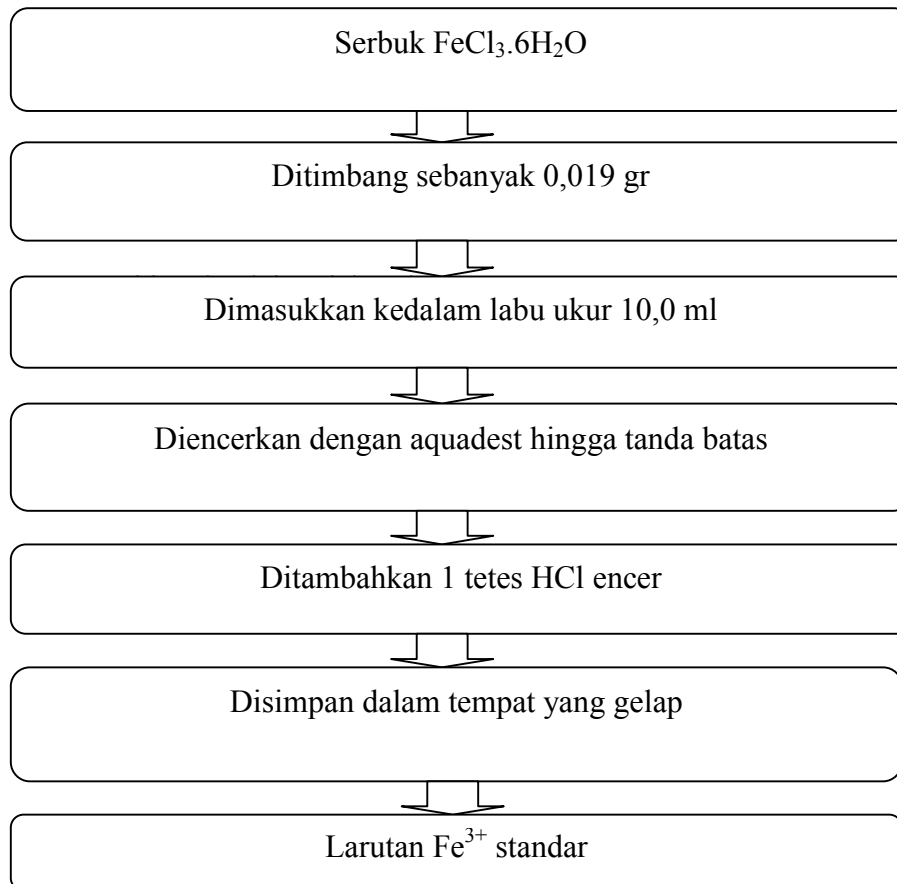 Serbuk FeCl₃.6H₂O
Ditimbang sebanyak 0,019 gr
Dimasukkan kedalam labu ukur 10,0 ml
Diencerkan dengan aquadest hingga tanda batas
Ditambahkan 1 tetes HCl encer
Disimpan dalam tempat yang gelap
Larutan Fe³⁺ standar